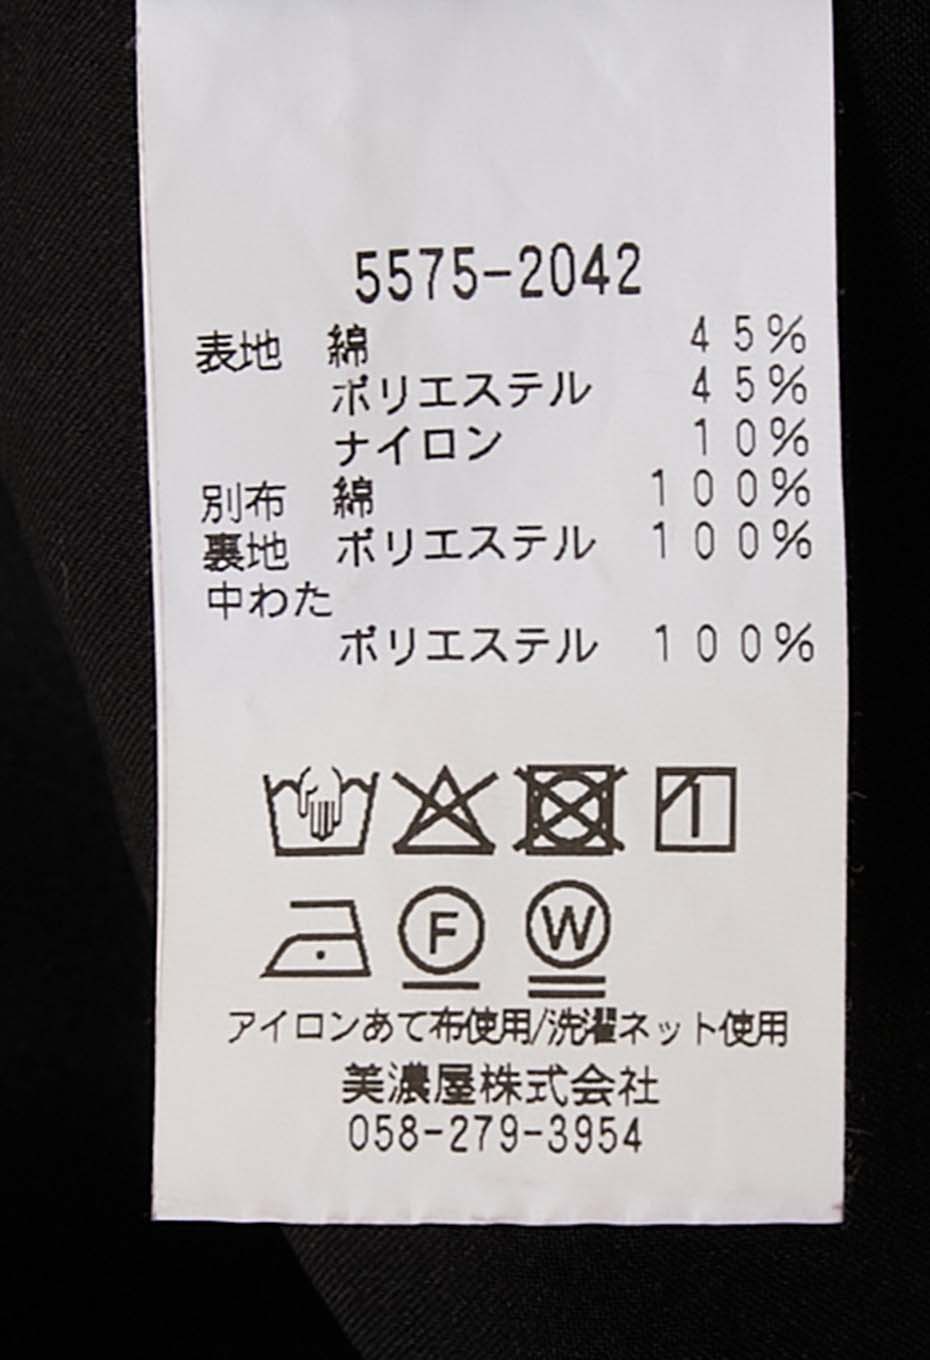 5575-2042
表地 綿 45%
ポリエステル 45%
ナイロン 10%
別布 綿 100%
裏地 ポリエステル 100%
中わた
ポリエステル 100%
F W
アイロンあて布使用/洗濯ネット使用
美濃屋株式会社
058-279-3954